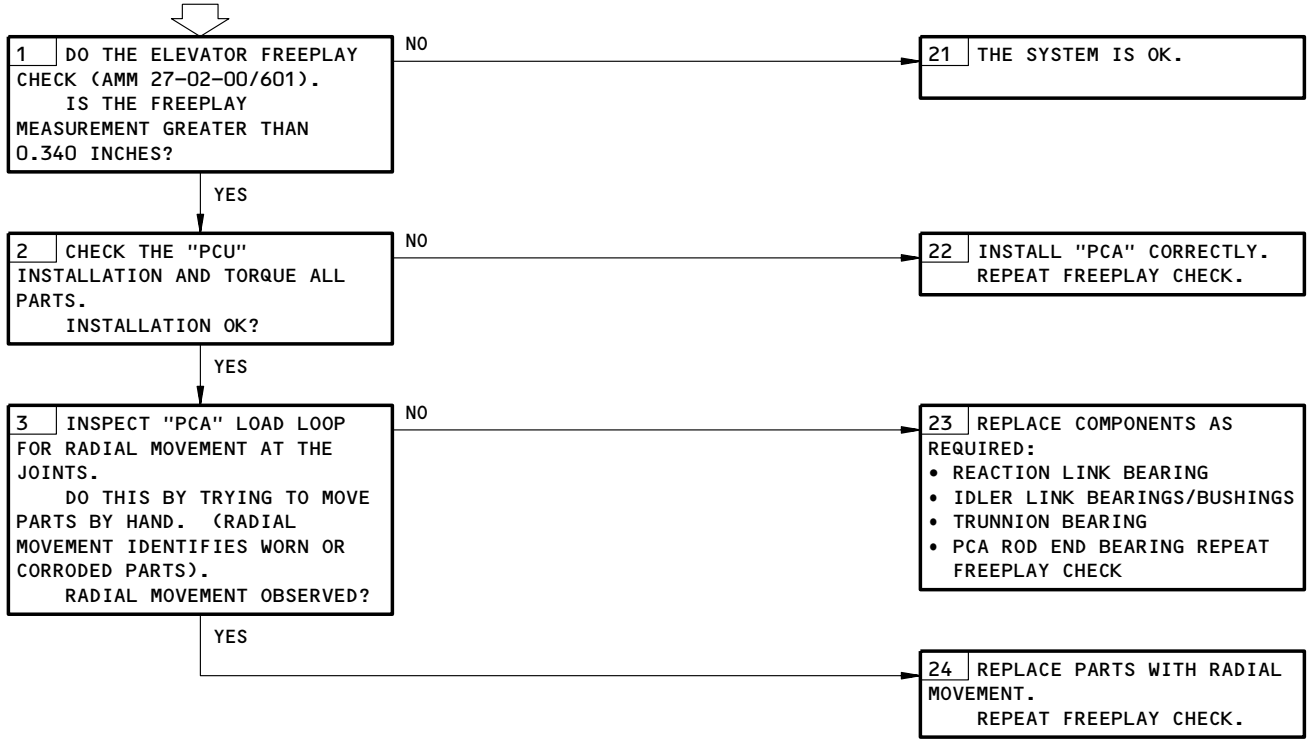 1 DO THE ELEVATOR FREEPLAY
CHECK (AMM 27-02-00/601).
IS THE FREEPLAY
MEASUREMENT GREATER THAN
0.340 INCHES?
NO
21 THE SYSTEM IS OK.
YES
2 CHECK THE "PCU"
INSTALLATION AND TORQUE ALL
PARTS.
INSTALLATION OK?
NO
22 INSTALL "PCA" CORRECTLY.
REPEAT FREEPLAY CHECK.
YES
3 INSPECT "PCA" LOAD LOOP
FOR RADIAL MOVEMENT AT THE
JOINTS.
DO THIS BY TRYING TO MOVE
PARTS BY HAND. (RADIAL
MOVEMENT IDENTIFIES WORN OR
CORRODED PARTS).
RADIAL MOVEMENT OBSERVED?
NO
23 REPLACE COMPONENTS AS
REQUIRED:
• REACTION LINK BEARING
• IDLER LINK BEARINGS/BUSHINGS
• TRUNNION BEARING
• PCA ROD END BEARING REPEAT
FREEPLAY CHECK
YES
24 REPLACE PARTS WITH RADIAL
MOVEMENT.
REPEAT FREEPLAY CHECK.